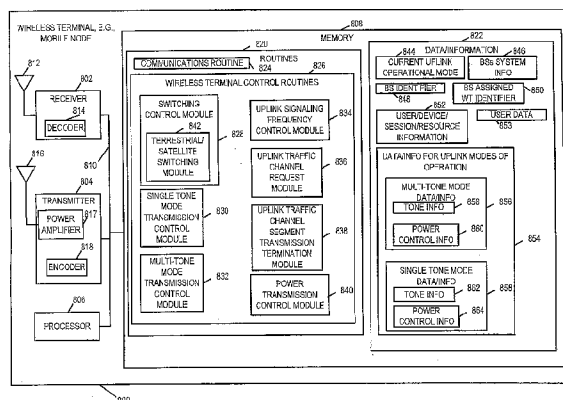 WIRELESS TERMINAL, E.G.,
MOBILE NODE
812
802
RECEIVER
814
DECODER
816
810
804
TRANSMITTER
817
POWER
AMPLIFIER
818
ENCODER
806
PROCESSOR
800
808
MEMORY
820
ROUTINES
COMMUNICATIONS ROUTINE
824
826
WIRELESS TERMINAL CONTROL ROUTINES
SWITCHING
CONTROL MODULE
842
828
TERRESTRIAL/
SATELLITE
SWITCHING
MODULE
SINGLE TONE
MODE
TRANSMISSION
CONTROL
MODULE
830
MULTI-TONE
MODE
TRANSMISSION
CONTROL
MODULE
832
UPLINK SIGNALING
FREQUENCY
CONTROL MODULE
834
UPLINK TRAFFIC
CHANNEL
REQUEST
MODULE
836
UPLINK TRAFFIC
CHANNEL
SEGMENT
TRANSMISSION
TERMINATION
MODULE
838
POWER
TRANSMISSION
CONTROL MODULE
840
822
DATA/INFORMATION
844
846
CURRENT UPLINK
OPERATIONAL MODE
BSs SYSTEM
INFO
BS IDENTIFIER
848
850
BS ASSIGNED
WT IDENTIFIER
852
USER/DEVICE/
SESSION/RESOURCE
INFORMATION
USER DATA
853
DATA/INFO FOR UPLINK MODES OF
OPERATION
MULTI-TONE MODE
DATA/INFO
858
856
TONE INFO
POWER
CONTROL INFO
860
854
SINGLE TONE MODE
DATA/INFO
862
TONE INFO
POWER
CONTROL INFO
864